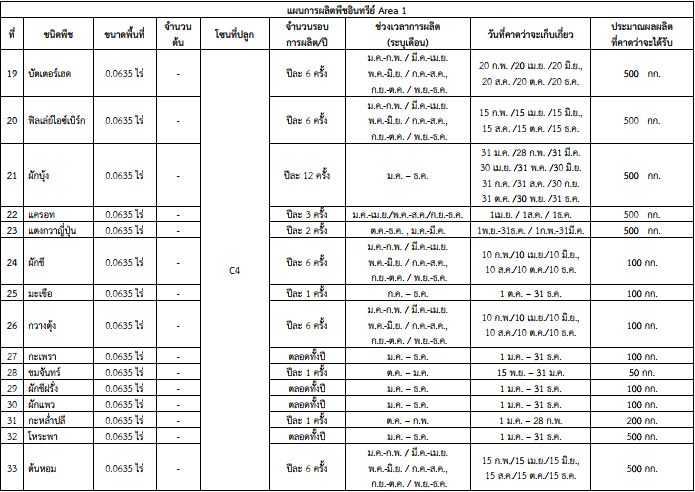 แผนการผลิตพืชอินทรีย์ Area 1
ที่ ชนิดพืช ขนาดพื้นที่ จำนวนต้น โซนที่ปลูก จำนวนรอบการผลิต/ปี ช่วงเวลาการผลิต (ระบุเดือน) วันที่คาดว่าจะเก็บเกี่ยว ประมาณผลผลิตที่คาดว่าจะได้รับ
19 บัตเตอร์เฮด 0.0635 ไร่ - ปีละ 6 ครั้ง ม.ค.-ก.พ. / มี.ค.-เม.ย. พ.ค.-มิ.ย. / ก.ค.-ส.ค., ก.ย.-ต.ค. / พ.ย.-ธ.ค. 20 ก.พ. /20 เม.ย. /20 มิ.ย., 20 ส.ค. /20 ต.ค. /20 ธ.ค. 500 กก.
20 ฟิลเล่ย์ไอซ์เบิร์ก 0.0635 ไร่ - ปีละ 6 ครั้ง ม.ค.-ก.พ. / มี.ค.-เม.ย. พ.ค.-มิ.ย. / ก.ค.-ส.ค., ก.ย.-ต.ค. / พ.ย.-ธ.ค. 15 ก.พ. /15 เม.ย. /15 มิ.ย., 15 ส.ค. /15 ต.ค. /15 ธ.ค. 500 กก.
21 ผักบุ้ง 0.0635 ไร่ - ปีละ 12 ครั้ง ม.ค. – ธ.ค. 31 ม.ค. /28 ก.พ. /31 มี.ค. 30 เม.ย. /31 พ.ค. /30 มิ.ย. 31 ก.ค. /31 ส.ค. /30 ก.ย. 31 ต.ค. /30 พ.ย. /31 ธ.ค. 500 กก.
22 แครอท 0.0635 ไร่ - ปีละ 3 ครั้ง ม.ค.-เม.ย./พ.ค.-ส.ค./ก.ย.-ธ.ค. 1เม.ย. / 1ส.ค. / 1ธ.ค. 500 กก.
23 แตงกวาญี่ปุ่น 0.0635 ไร่ - ปีละ 2 ครั้ง ต.ค.-ธ.ค. , ม.ค.-มี.ค. 1พ.ย.-31ธ.ค. / 1ก.พ.-31มี.ค. 500 กก.
24 ผักชี 0.0635 ไร่ - ปีละ 6 ครั้ง ม.ค.-ก.พ. / มี.ค.-เม.ย. พ.ค.-มิ.ย. / ก.ค.-ส.ค., ก.ย.-ต.ค. / พ.ย.-ธ.ค. 10 ก.พ./10 เม.ย./10 มิ.ย., 10 ส.ค./10 ต.ค./10 ธ.ค. 100 กก.
C4
25 มะเขือ 0.0635 ไร่ - ปีละ 1 ครั้ง ก.ค. – ธ.ค. 1 ต.ค. – 31 ธ.ค. 100 กก.
26 กวางตุ้ง 0.0635 ไร่ - ปีละ 6 ครั้ง ม.ค.-ก.พ. / มี.ค.-เม.ย. พ.ค.-มิ.ย. / ก.ค.-ส.ค., ก.ย.-ต.ค. / พ.ย.-ธ.ค. 10 ก.พ./10 เม.ย./10 มิ.ย., 10 ส.ค./10 ต.ค./10 ธ.ค. 100 กก.
27 กะเพรา 0.0635 ไร่ - ตลอดทั้งปี ม.ค. – ธ.ค. 1 ม.ค. – 31 ธ.ค. 100 กก.
28 ชมจันทร์ 0.0635 ไร่ - ปีละ 1 ครั้ง ต.ค. – ม.ค. 15 พ.ย. – 31 ม.ค. 50 กก.
29 ผักชีฝรั่ง 0.0635 ไร่ - ตลอดทั้งปี ม.ค. – ธ.ค. 1 ม.ค. – 31 ธ.ค. 100 กก.
30 ผักแพว 0.0635 ไร่ - ตลอดทั้งปี ม.ค. – ธ.ค. 1 ม.ค. – 31 ธ.ค. 100 กก.
31 กะหล่ำปลี 0.0635 ไร่ - ปีละ 1 ครั้ง ต.ค. – ก.พ. 1 ม.ค. – 28 ก.พ. 200 กก.
32 โหระพา 0.0635 ไร่ - ตลอดทั้งปี ม.ค. – ธ.ค. 1 ม.ค. – 31 ธ.ค. 500 กก.
33 ต้นหอม 0.0635 ไร่ - ปีละ 6 ครั้ง ม.ค.-ก.พ. / มี.ค.-เม.ย. พ.ค.-มิ.ย. / ก.ค.-ส.ค., ก.ย.-ต.ค. / พ.ย.-ธ.ค. 15 ก.พ./15 เม.ย./15 มิ.ย., 15 ส.ค./15 ต.ค./15 ธ.ค. 500 กก.